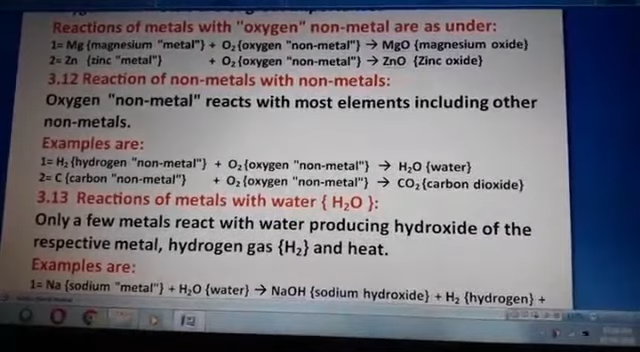 Reactions of metals with "oxygen" non-metal are as under:
1= Mg {magnesium "metal"} + O₂{oxygen "non-metal"} → MgO {magnesium oxide}
2= Zn {zinc "metal"} + O₂{oxygen "non-metal"} → ZnO {Zinc oxide}
3.12 Reaction of non-metals with non-metals:
Oxygen "non-metal" reacts with most elements including other
non-metals.
Examples are:
1= H₂ {hydrogen "non-metal"} + O₂{oxygen "non-metal"} → H₂O {water}
2= C {carbon "non-metal"} + O₂{oxygen "non-metal"} → CO₂{carbon dioxide}
3.13 Reactions of metals with water { H₂O }:
Only a few metals react with water producing hydroxide of the
respective metal, hydrogen gas {H₂} and heat.
Examples are:
1= Na {sodium "metal"} + H₂O {water} → NaOH {sodium hydroxide} + H₂ {hydrogen} +